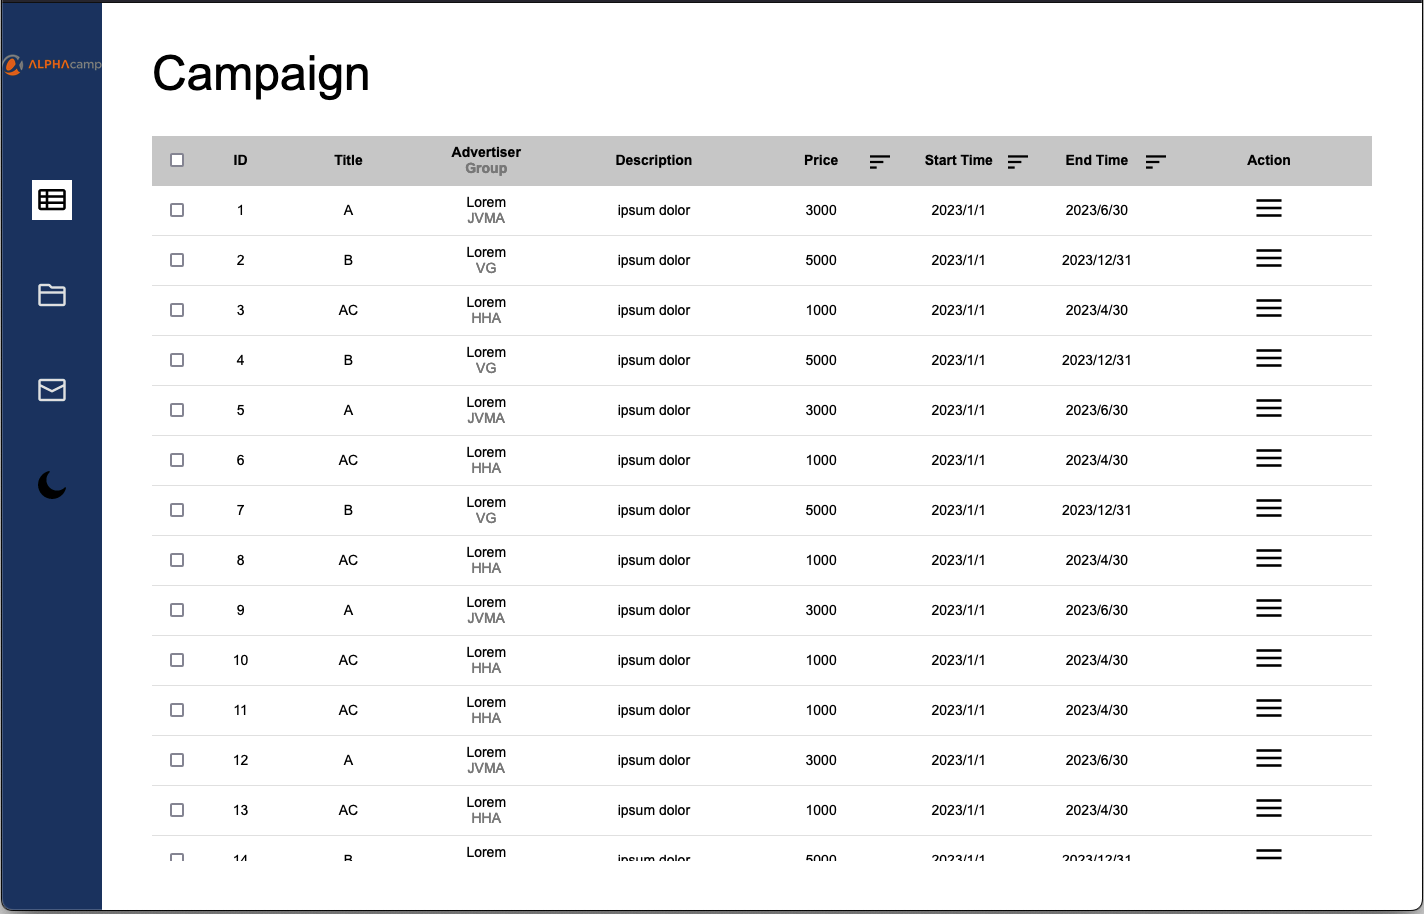 ALPHAcamp
Campaign
ID Title Advertiser Description Price Start Time End Time Action
Group
1 A Lorem ipsum dolor 3000 2023/1/1 2023/6/30
JVMA
2 B Lorem ipsum dolor 5000 2023/1/1 2023/12/31
VG
3 AC Lorem ipsum dolor 1000 2023/1/1 2023/4/30
HHA
4 B Lorem ipsum dolor 5000 2023/1/1 2023/12/31
VG
5 A Lorem ipsum dolor 3000 2023/1/1 2023/6/30
JVMA
6 AC Lorem ipsum dolor 1000 2023/1/1 2023/4/30
HHA
7 B Lorem ipsum dolor 5000 2023/1/1 2023/12/31
VG
8 AC Lorem ipsum dolor 1000 2023/1/1 2023/4/30
HHA
9 A Lorem ipsum dolor 3000 2023/1/1 2023/6/30
JVMA
10 AC Lorem ipsum dolor 1000 2023/1/1 2023/4/30
HHA
11 AC Lorem ipsum dolor 1000 2023/1/1 2023/4/30
HHA
12 A Lorem ipsum dolor 3000 2023/1/1 2023/6/30
JVMA
13 AC Lorem ipsum dolor 1000 2023/1/1 2023/4/30
HHA
14 B Lorem ipsum dolor 5000 2023/1/1 2023/12/31